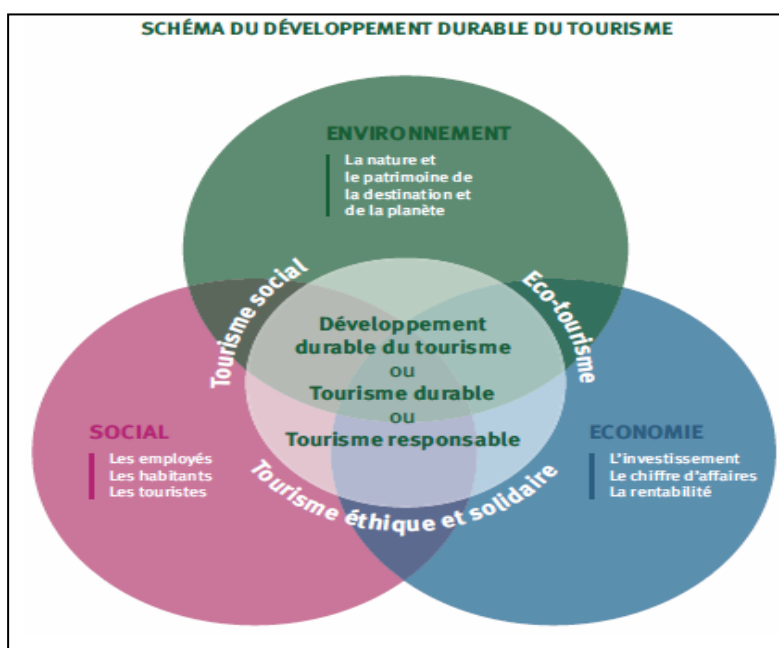 SCHÉMA DU DÉVELOPPEMENT DURABLE DU TOURISME
ENVIRONNEMENT
La nature et
le patrimoine de
la destination et
de la planète
Tourisme social
Eco-tourisme
Développement
durable du tourisme
ou
Tourisme durable
ou
Tourisme responsable
SOCIAL
Les employés
Les habitants
Les touristes
ECONOMIE
L'investissement
Le chiffre d'affaires
La rentabilité
Tourisme éthique et solidaire